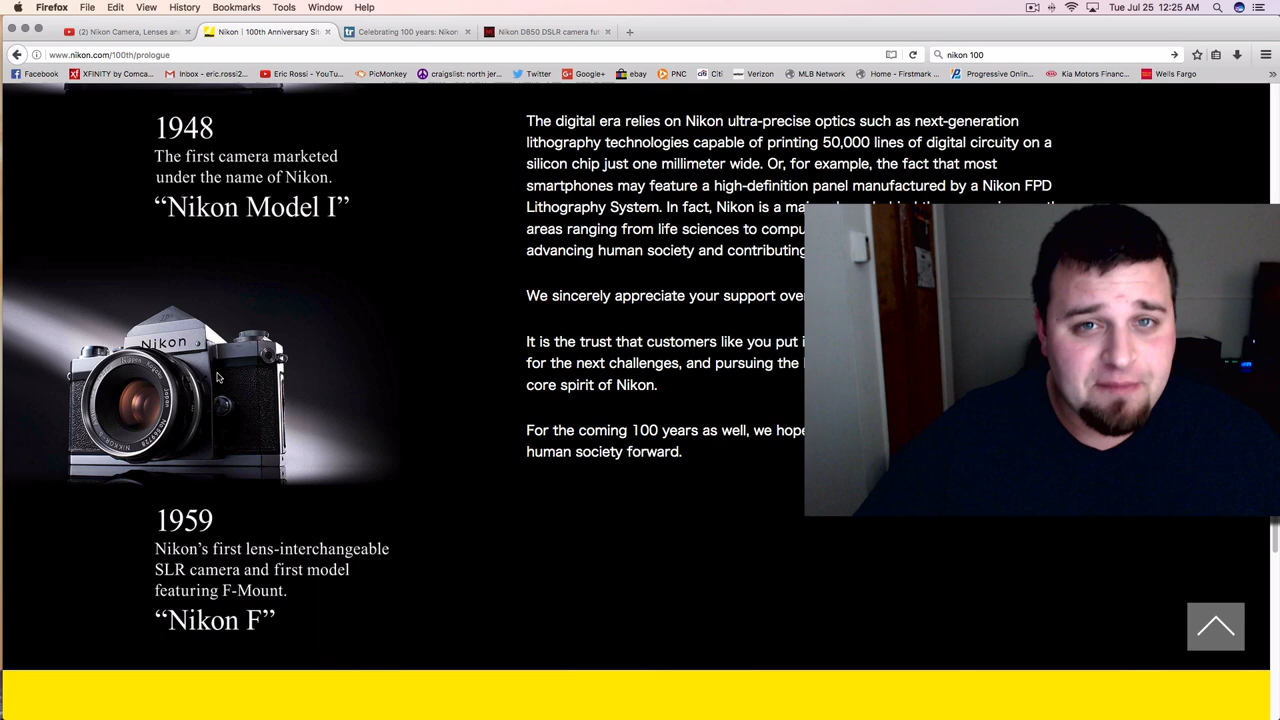 Firefox File Edit View History Bookmarks Tools Window Help Tue Jul 25 12:25 AM
(2) Nikon Camera, Lenses an Nikon | 100th Anniversary Sit Celebrating 100 years: Nikon Nikon D850 DSLR camera fut
www.nikon.com/100th/prologue nikon 100
Facebook XFINITY by Comca... Inbox - eric.rossi2... Eric Rossi - YouTu... PicMonkey craigslist: north jer... Twitter Google+ ebay PNC Citi Verizon MLB Network Home - Firstmark ... Progressive Onlin... Kia Motors Finan... Wells Fargo
1948
The first camera marketed
under the name of Nikon.
“Nikon Model I”
Nikon
1959
Nikon’s first lens-interchangeable
SLR camera and first model
featuring F-Mount.
“Nikon F”
The digital era relies on Nikon ultra-precise optics such as next-generation
lithography technologies capable of printing 50,000 lines of digital circuity on a
silicon chip just one millimeter wide. Or, for example, the fact that most
smartphones may feature a high-definition panel manufactured by a Nikon FPD
Lithography System. In fact, Nikon is a
areas ranging from life sciences to
advancing human society and contributing
We sincerely appreciate your support
It is the trust that customers like you put
for the next challenges, and pursuing the
core spirit of Nikon.
For the coming 100 years as well, we hope
human society forward.